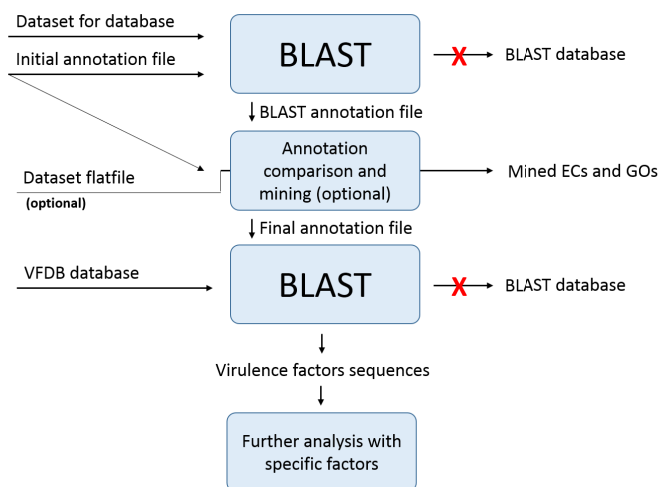 Dataset for database
Initial annotation file
BLAST
X
BLAST database
BLAST annotation file
Dataset flatfile
(optional)
Annotation
comparison and
mining (optional)
Mined ECs and GOs
Final annotation file
VFDB database
BLAST
X
BLAST database
Virulence factors sequences
Further analysis with
specific factors